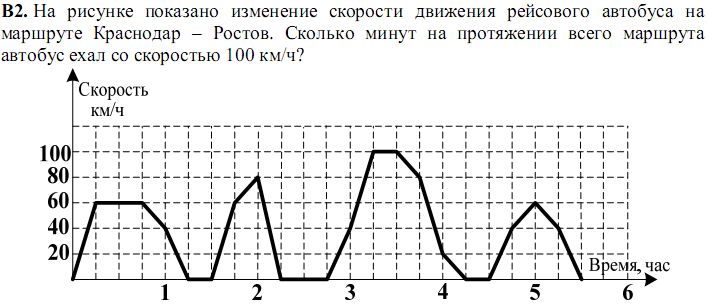 В2. На рисунке показано изменение скорости движения рейсового автобуса на
маршруте Краснодар – Ростов. Сколько минут на протяжении всего маршрута
автобус ехал со скоростью 100 км/ч?
Скорость
км/ч
100
80
60
40
20
Время, час
1 2 3 4 5 6